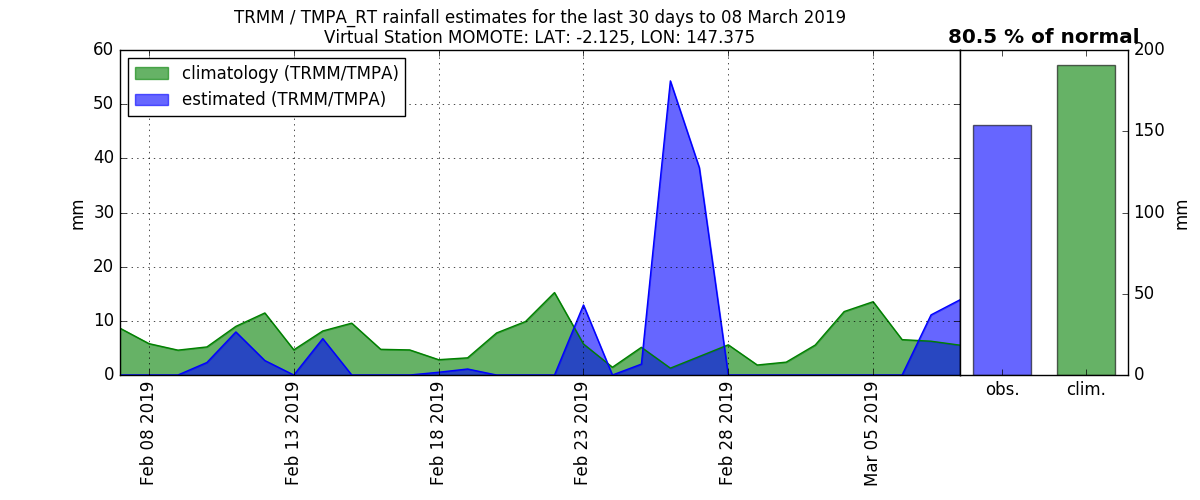 TRMM / TMPA_RT rainfall estimates for the last 30 days to 08 March 2019
Virtual Station MOMOTE: LAT: -2.125, LON: 147.375
80.5 % of normal
climatology (TRMM/TMPA)
estimated (TRMM/TMPA)
60
50
40
30
20
10
0
mm
200
150
100
50
0
mm
Feb 08 2019
Feb 13 2019
Feb 18 2019
Feb 23 2019
Feb 28 2019
Mar 05 2019
obs.
clim.